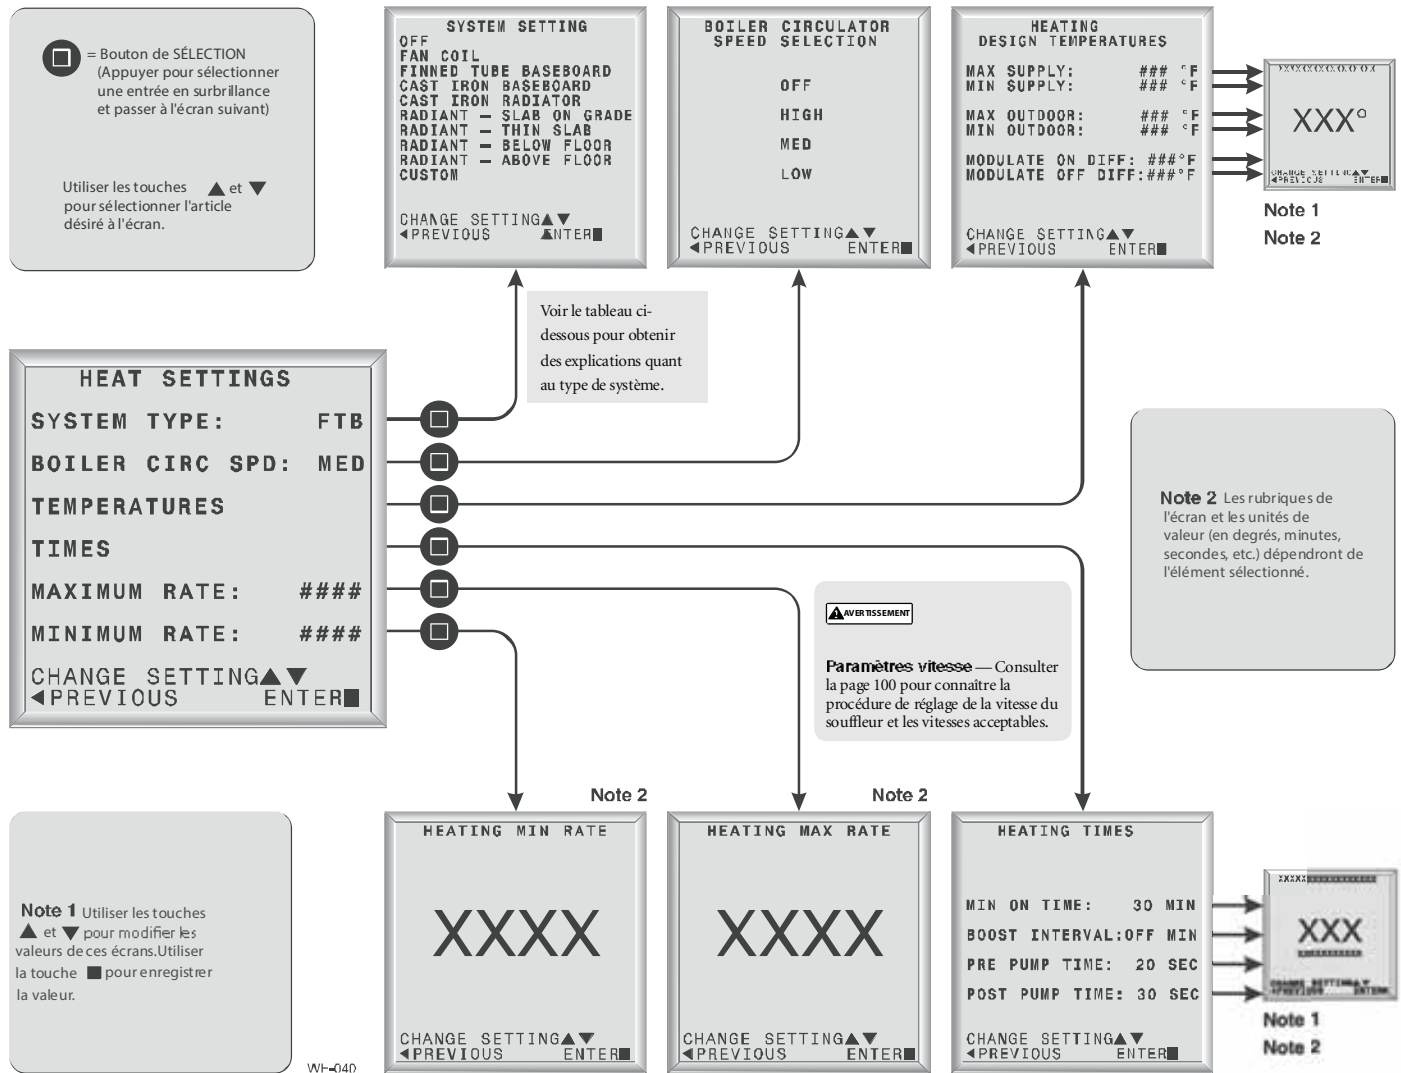 = Bouton de SÉLECTION
(Appuyer pour sélectionner
une entrée en surbrillance
et passer à l'écran suivant)
Utiliser les touches ▲ et ▼
pour sélectionner l'article
désiré à l'écran.
SYSTEM SETTING
OFF
FAN COIL
FINNED TUBE BASEBOARD
CAST IRON BASEBOARD
CAST IRON RADIATOR
RADIANT – SLAB ON GRADE
RADIANT – THIN SLAB
RADIANT – BELOW FLOOR
RADIANT – ABOVE FLOOR
CUSTOM
CHANGE SETTING▲▼
◀PREVIOUS ENTER■
BOILER CIRCULATOR
SPEED SELECTION
OFF
HIGH
MED
LOW
CHANGE SETTING▲▼
◀PREVIOUS ENTER■
HEATING
DESIGN TEMPERATURES
MAX SUPPLY: ### °F
MIN SUPPLY: ### °F
MAX OUTDOOR: ### °F
MIN OUTDOOR: ### °F
MODULATE ON DIFF: ###°F
MODULATE OFF DIFF:###°F
CHANGE SETTING▲▼
◀PREVIOUS ENTER■
XXX°
CHANGE SETTING▲▼
◀PREVIOUS ENTER■
Note 1
Note 2
Voir le tableau ci-
dessous pour obtenir
des explications quant
au type de système.
HEAT SETTINGS
SYSTEM TYPE: FTB
BOILER CIRC SPD: MED
TEMPERATURES
TIMES
MAXIMUM RATE: ####
MINIMUM RATE: ####
CHANGE SETTING▲▼
◀PREVIOUS ENTER■
Note 2 Les rubriques de
l'écran et les unités de
valeur (en degrés, minutes,
secondes, etc.) dépendront de
l'élément sélectionné.
AVERTISSEMENT
Paramètres vitesse — Consulter
la page 100 pour connaître la
procédure de réglage de la vitesse du
souffleur et les vitesses acceptables.
Note 1 Utiliser les touches
▲ et ▼ pour modifier les
valeurs de ces écrans.Utiliser
la touche ■ pour enregistrer
la valeur.
WH-040
Note 2
HEATING MIN RATE
XXXX
CHANGE SETTING▲▼
◀PREVIOUS ENTER■
Note 2
HEATING MAX RATE
XXXX
CHANGE SETTING▲▼
◀PREVIOUS ENTER■
HEATING TIMES
MIN ON TIME: 30 MIN
BOOST INTERVAL:OFF MIN
PRE PUMP TIME: 20 SEC
POST PUMP TIME: 30 SEC
CHANGE SETTING▲▼
◀PREVIOUS ENTER■
XXX
CHANGE SETTING▲▼
◀PREVIOUS ENTER■
Note 1
Note 2